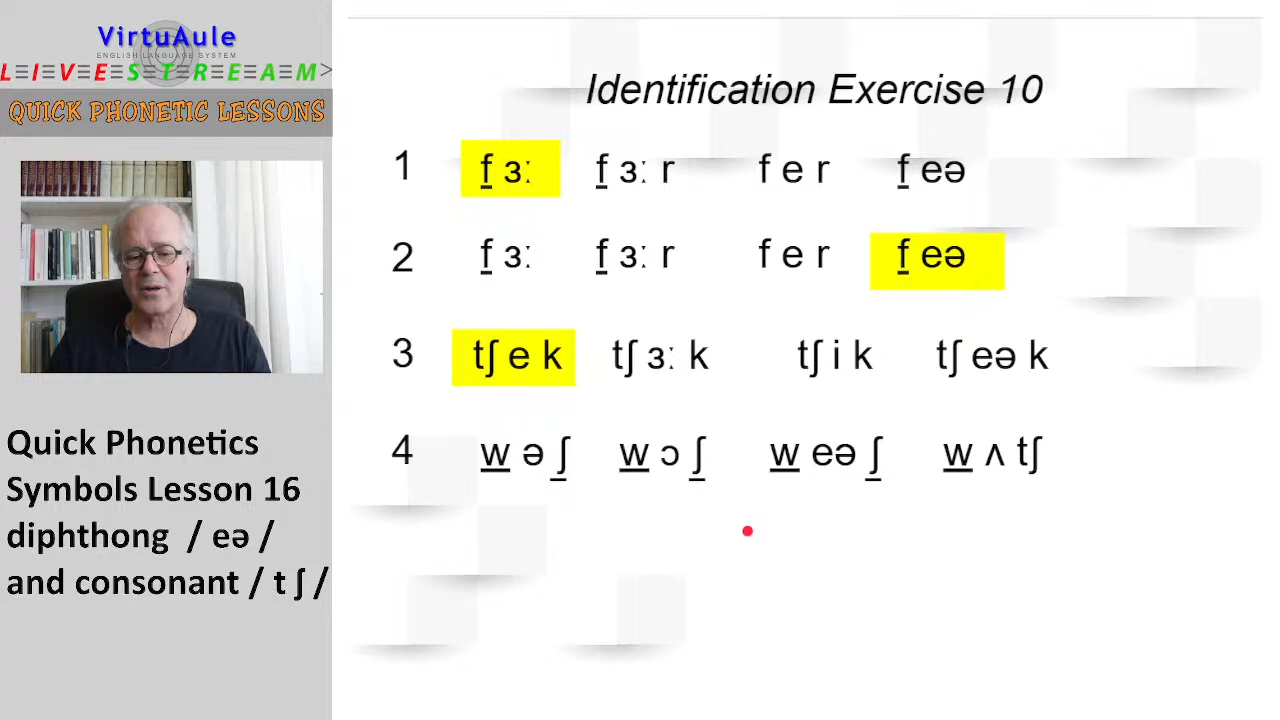 VirtuAule
ENGLISH LANGUAGE SYSTEM
L≡I≡V≡E≡S≡T≡R≡E≡A≡M>
QUICK PHONETIC LESSONS
Quick Phonetics
Symbols Lesson 16
diphthong / eə /
and consonant / t ʃ /
Identification Exercise 10
1 f ɜː f ɜː r f e r f eə
2 f ɜː f ɜː r f e r f eə
3 tʃ e k tʃ ɜː k tʃ i k tʃ eə k
4 w ə ʃ w ɔ ʃ w eə ʃ w ʌ tʃ